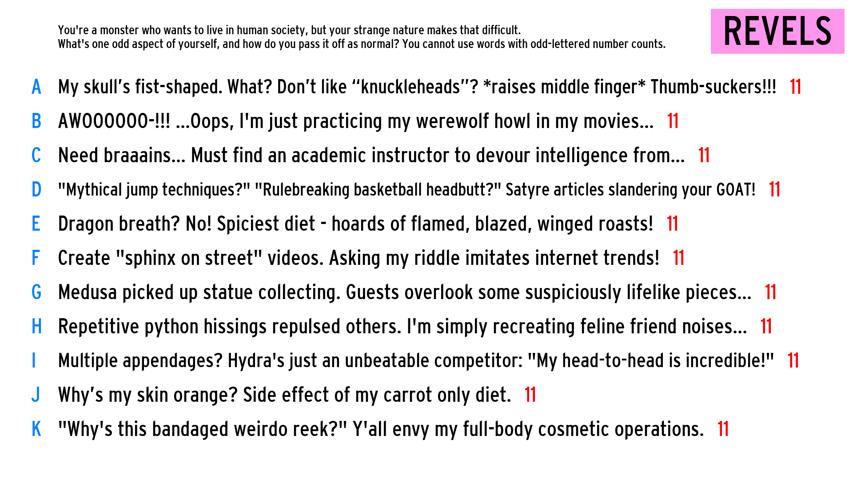 You're a monster who wants to live in human society, but your strange nature makes that difficult.
What's one odd aspect of yourself, and how do you pass it off as normal? You cannot use words with odd-lettered number counts.
REVELS
A My skull’s fist-shaped. What? Don’t like “knuckleheads”? *raises middle finger* Thumb-suckers!!! 11
B AWOOOOOO-!!! ...Oops, I'm just practicing my werewolf howl in my movies... 11
C Need braaains... Must find an academic instructor to devour intelligence from... 11
D "Mythical jump techniques?" "Rulebreaking basketball headbutt?" Satyre articles slandering your GOAT! 11
E Dragon breath? No! Spiciest diet - hoards of flamed, blazed, winged roasts! 11
F Create "sphinx on street" videos. Asking my riddle imitates internet trends! 11
G Medusa picked up statue collecting. Guests overlook some suspiciously lifelike pieces... 11
H Repetitive python hissings repulsed others. I'm simply recreating feline friend noises... 11
I Multiple appendages? Hydra's just an unbeatable competitor: "My head-to-head is incredible!" 11
J Why’s my skin orange? Side effect of my carrot only diet. 11
K "Why's this bandaged weirdo reek?" Y'all envy my full-body cosmetic operations. 11